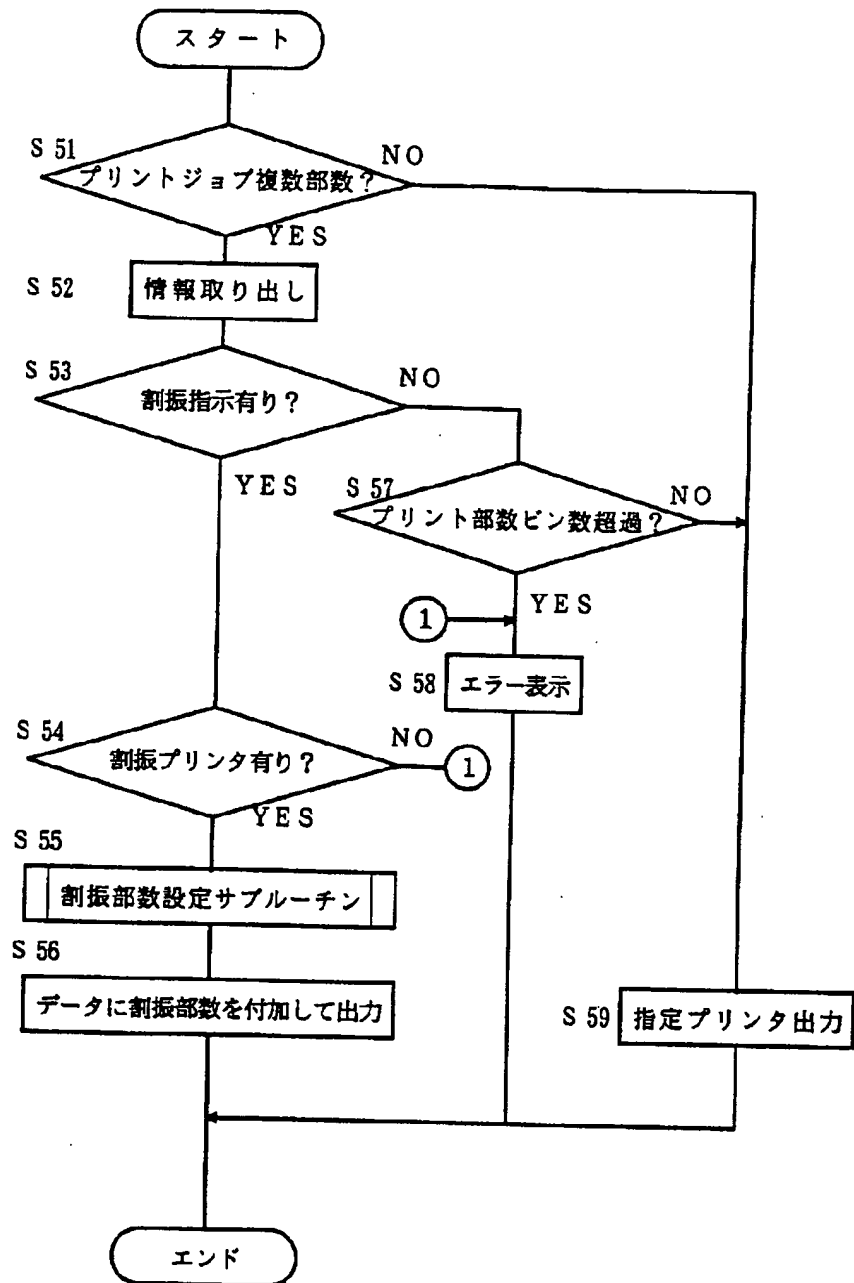 スタート
S 51
プリントジョブ複数部数?
NO
YES
S 52
情報取り出し
S 53
割振指示有り?
NO
YES
S 57
プリント部数ビン数超過?
NO
YES
①
S 58
エラー表示
S 54
割振プリンタ有り?
NO
①
YES
S 55
割振部数設定サブルーチン
S 56
データに割振部数を付加して出力
S 59
指定プリンタ出力
エンド